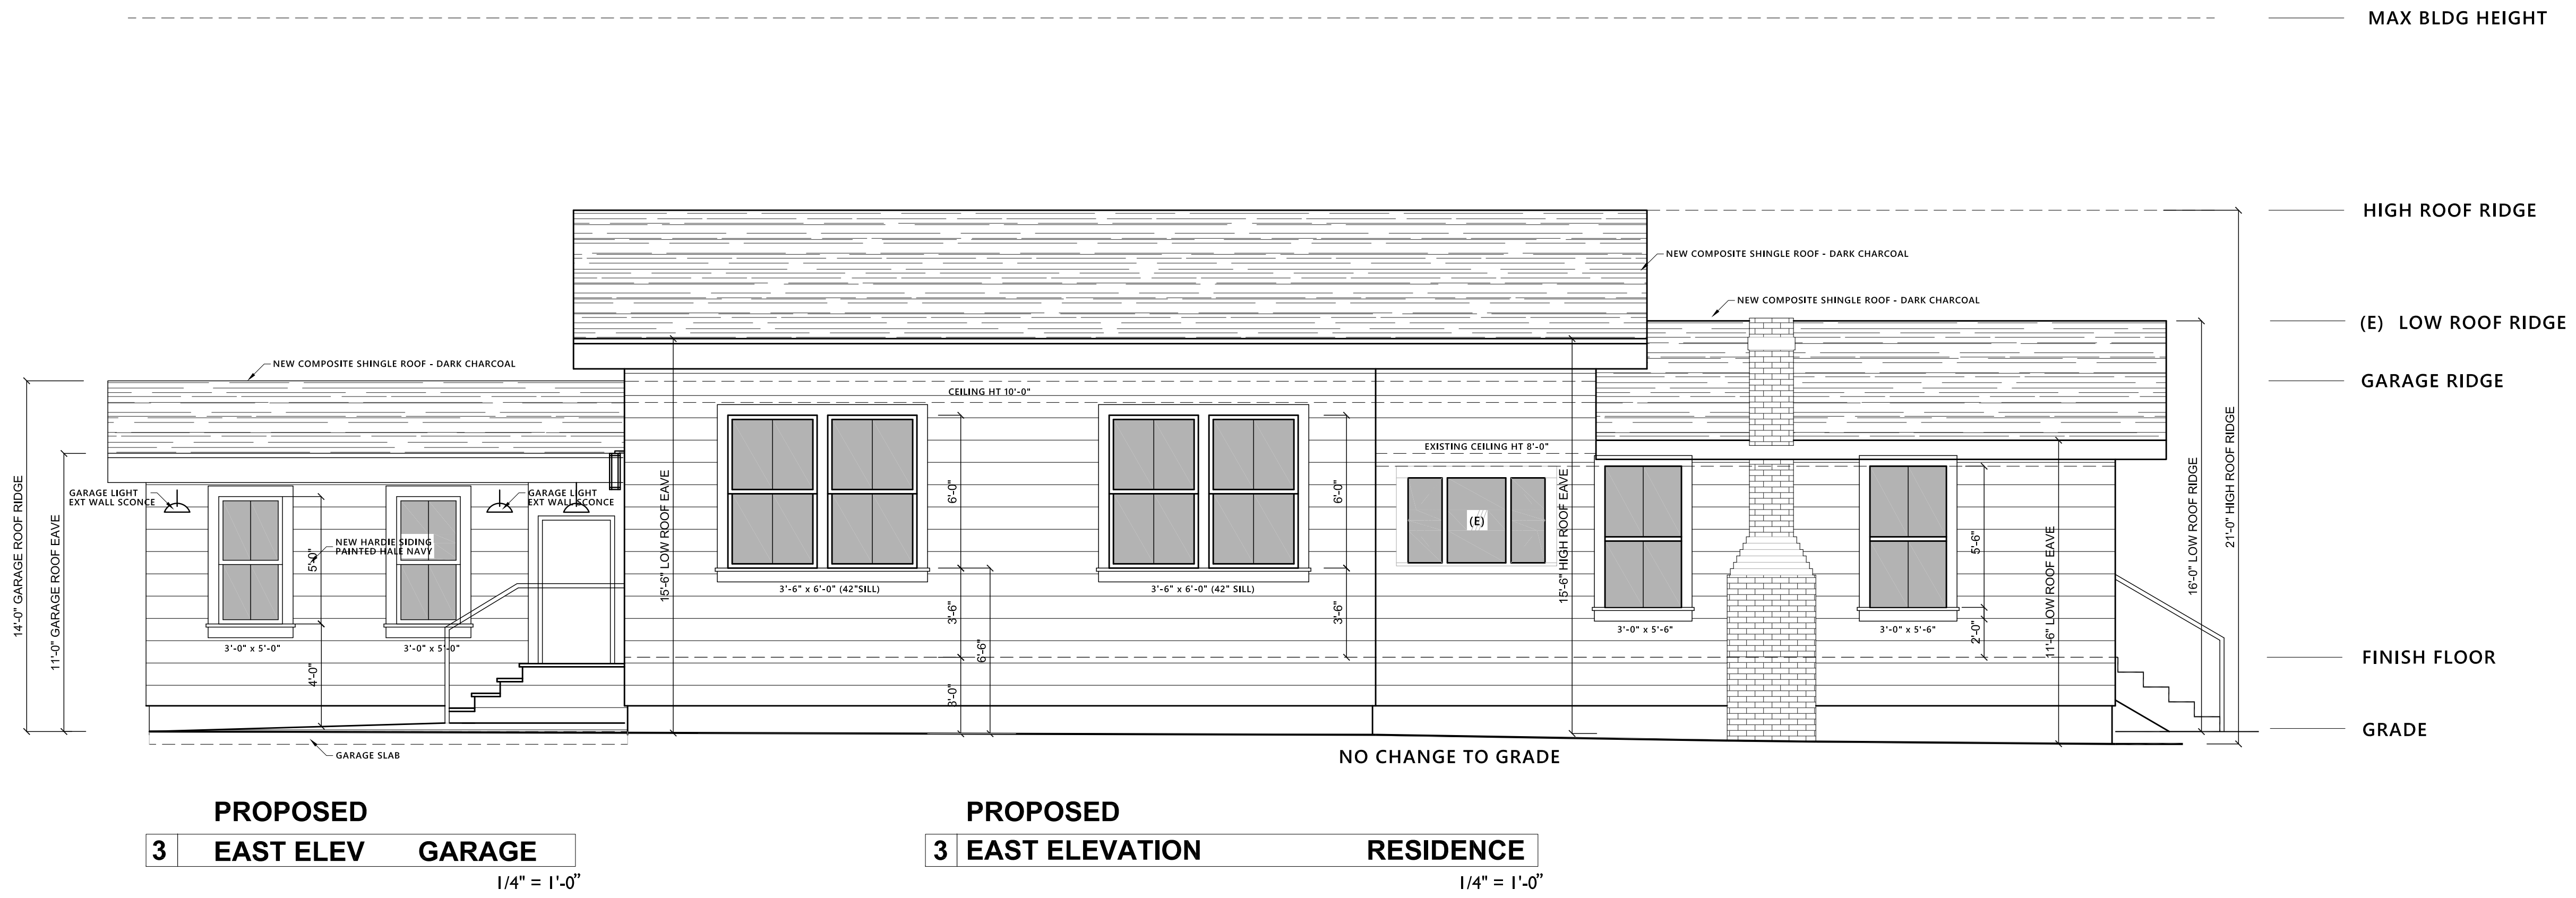 MAX BLDG HEIGHT
HIGH ROOF RIDGE
NEW COMPOSITE SHINGLE ROOF - DARK CHARCOAL
NEW COMPOSITE SHINGLE ROOF - DARK CHARCOAL
(E) LOW ROOF RIDGE
NEW COMPOSITE SHINGLE ROOF - DARK CHARCOAL
GARAGE RIDGE
CEILING HT 10'-0"
EXISTING CEILING HT 8'-0"
14'-0" GARAGE ROOF RIDGE
11'-0" GARAGE ROOF EAVE
GARAGE LIGHT
EXT WALL SCONCE
GARAGE LIGHT
EXT WALL SCONCE
NEW HARDIE SIDING
PAINTED HALE NAVY
5'-0"
4'-0"
3'-0" x 5'-0"
3'-0" x 5'-0"
15'-6" LOW ROOF EAVE
3'-6" x 6'-0" (42"SILL)
6'-0"
3'-6"
6'-6"
3'-0"
3'-6" x 6'-0" (42" SILL)
6'-0"
3'-6"
(E)
15'-6" HIGH ROOF EAVE
3'-0" x 5'-6"
3'-0" x 5'-6"
5'-6"
2'-0"
11'-6" LOW ROOF EAVE
16'-0" LOW ROOF RIDGE
21'-0" HIGH ROOF RIDGE
FINISH FLOOR
GRADE
GARAGE SLAB
NO CHANGE TO GRADE
PROPOSED
3 EAST ELEV GARAGE
1/4" = 1'-0"
PROPOSED
3 EAST ELEVATION RESIDENCE
1/4" = 1'-0"